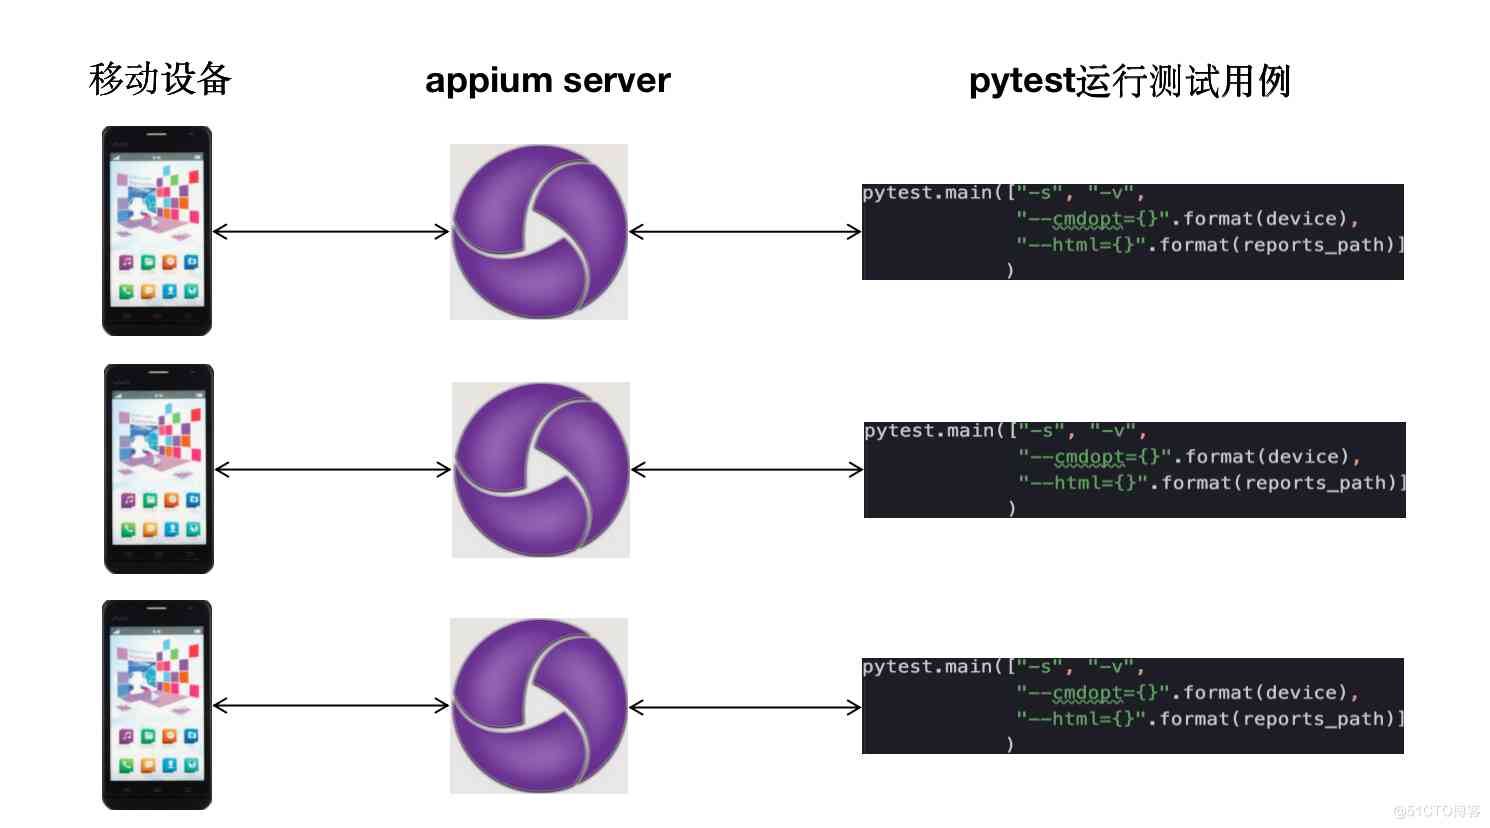 移动设备
appium server
pytest运行测试用例
pytest.main(["-s", "-v",
"--cmdopt={}".format(device),
"--html={}".format(reports_path)]
)
pytest.main(["-s", "-v",
"--cmdopt={}".format(device),
"--html={}".format(reports_path)]
)
pytest.main(["-s", "-v",
"--cmdopt={}".format(device),
"--html={}".format(reports_path)]
)
@51CTO博客